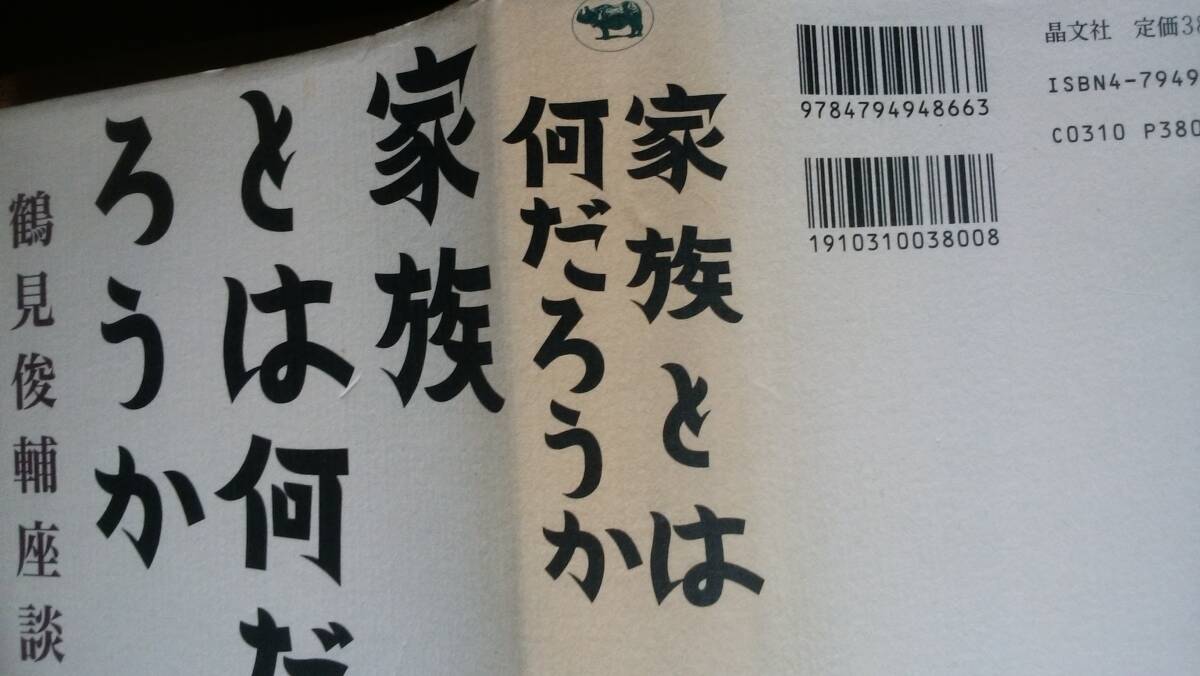 家族
とは何だ
ろうか
鶴見俊輔座談
家族とは
何だろうか
9784794948663
1910310038008
晶文社 定価38
ISBN4-7949
C0310 P380